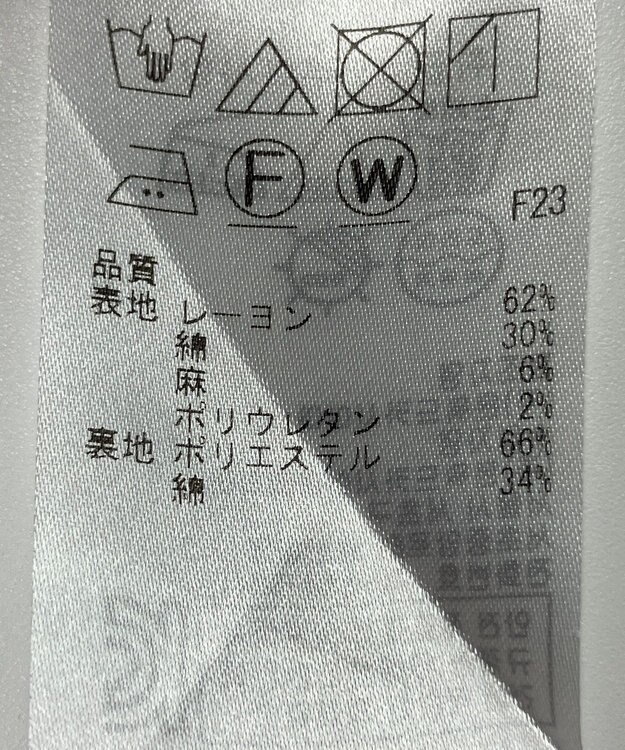 F W F23
品質
表地 レーヨン 62%
綿 30%
麻 6%
ポリウレタン 2%
裏地 ポリエステル 66%
綿 34%